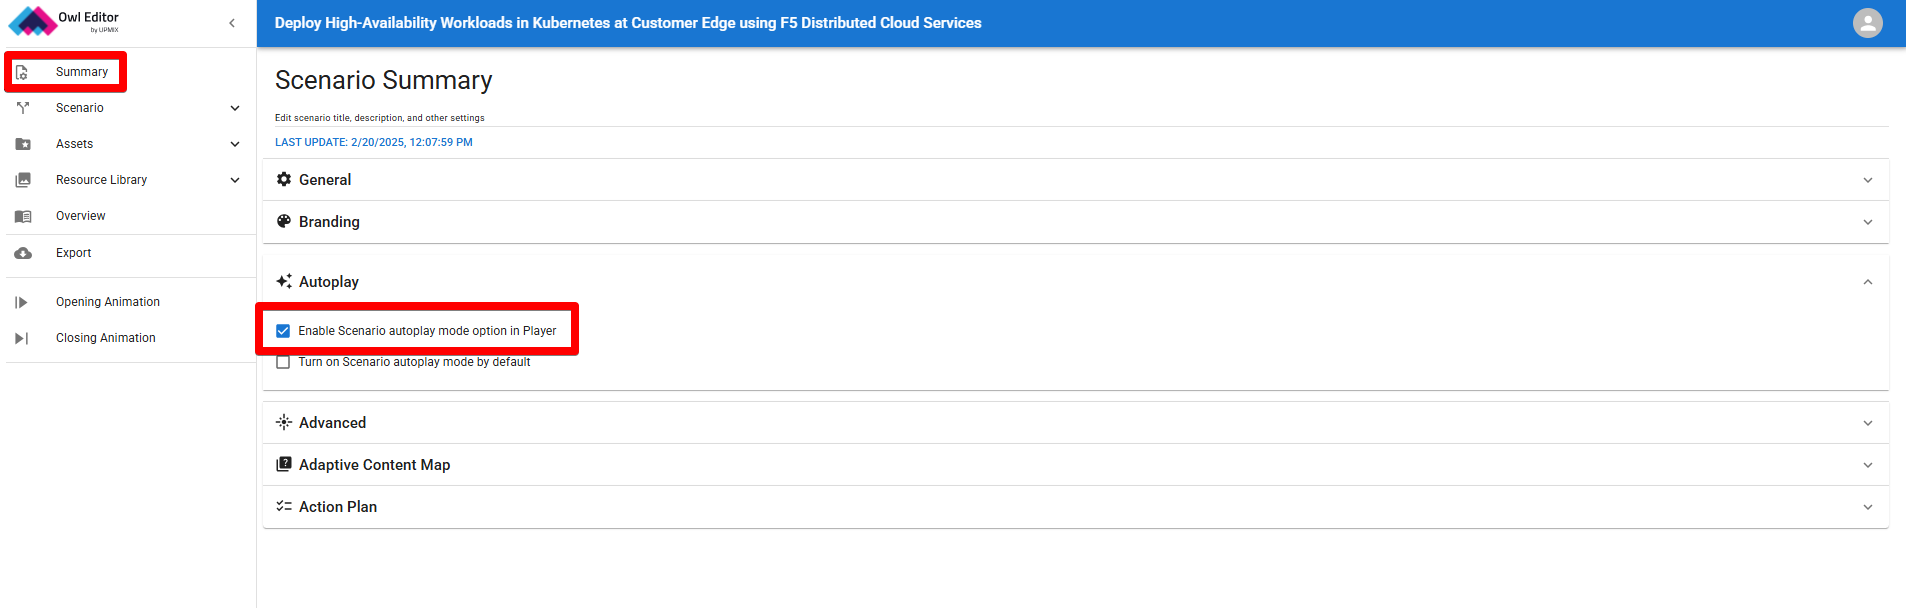 Owl Editor
by UPMIX
Deploy High-Availability Workloads in Kubernetes at Customer Edge using F5 Distributed Cloud Services
Summary
Scenario
Assets
Resource Library
Overview
Export
Opening Animation
Closing Animation
Scenario Summary
Edit scenario title, description, and other settings
LAST UPDATE: 2/20/2025, 12:07:59 PM
General
Branding
Autoplay
Enable Scenario autoplay mode option in Player
Turn on Scenario autoplay mode by default
Advanced
Adaptive Content Map
Action Plan